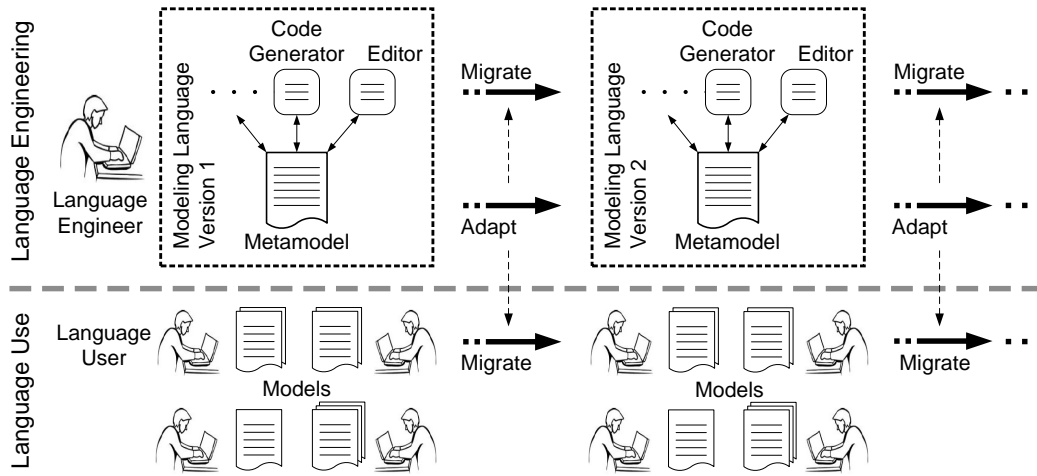 Language Engineering
Language
Engineer
Modeling Language
Version 1
Code
Generator
Editor
Metamodel
Migrate
Adapt
Modeling Language
Version 2
Code
Generator
Editor
Metamodel
Migrate
Adapt
Language Use
Language
User
Models
Migrate
Models
Migrate